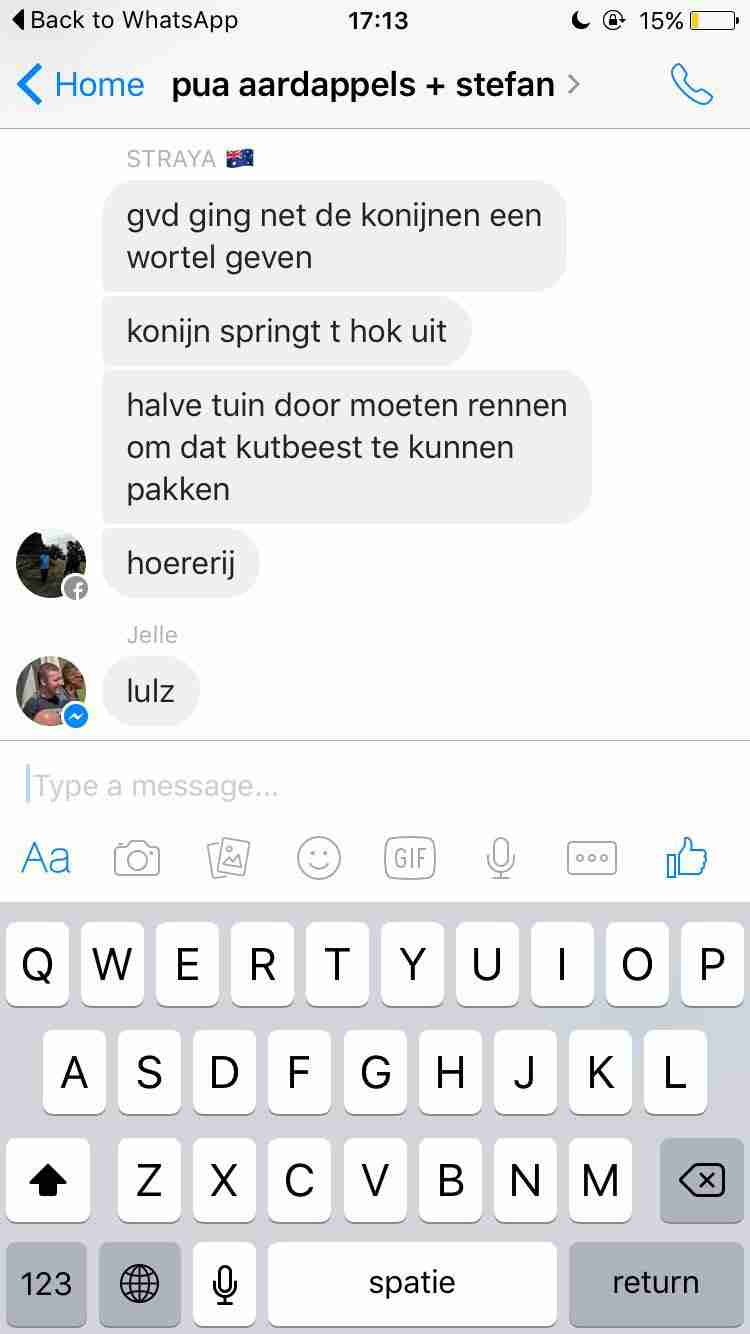 Back to WhatsApp 17:13 15%
Home pua aardappels + stefan
STRAYA 🇦🇺
gvd ging net de konijnen een
wortel geven
konijn springt t hok uit
halve tuin door moeten rennen
om dat kutbeest te kunnen
pakken
hoererij
Jelle
lulz
Type a message...
Aa GIF
Q W E R T Y U I O P
A S D F G H J K L
Z X C V B N M
123 spatie return